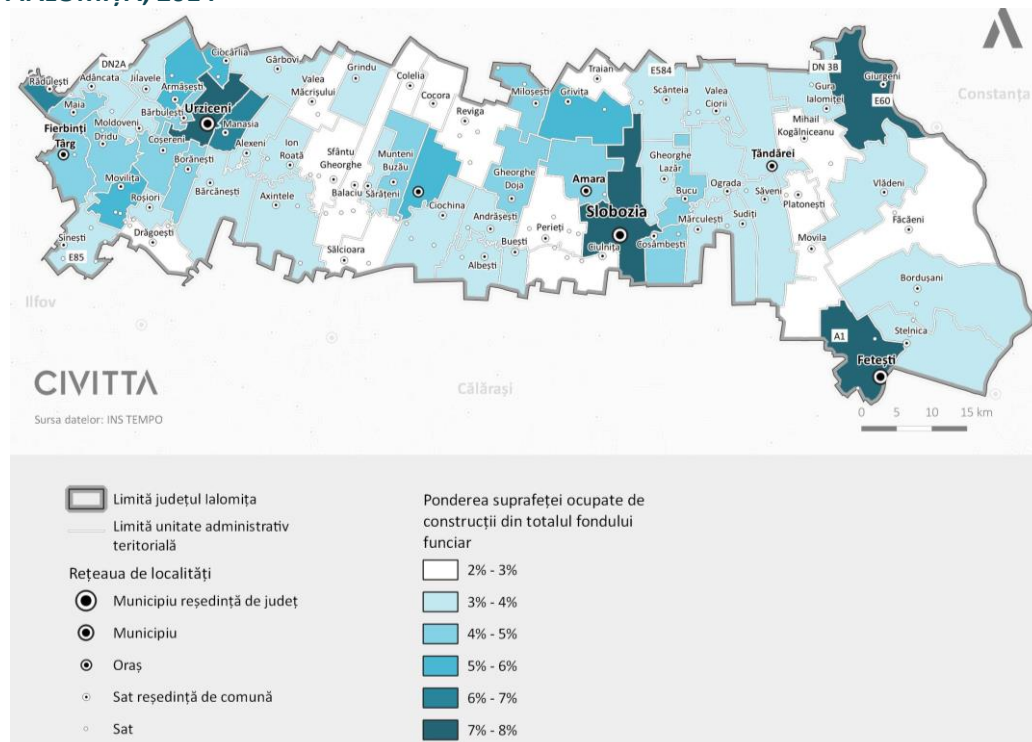 DN2A
Ciocârlia
Gârbovi
Grindu
Colelia
Traian
E584
DN 3B
Giurgeni
Rădulești
Adâncata
Jilavele
Armășești
Valea
Măcrișului
Cocora
Milosești
Grivița
Scânteia
Valea
Ciorii
Gura
Ialomiței
E60
Constanța
Maia
Bărbulești
Urziceni
Reviga
Mihail
Kogălniceanu
Fierbinți
Târg
Moldoveni
Dridu
Coșereni
Manasia
Alexeni
Ion
Roată
Sfântu
Gheorghe
Munteni
Buzău
Gheorghe
Lazăr
Țăndărei
Borănești
Gheorghe
Doja
Amara
Movilița
Bărcănești
Axintele
Balaciu
Sărăteni
Bucu
Ograda
Săveni
Platonești
Vlădeni
Roșiori
Ciochina
Andrășești
Slobozia
Mărculești
Sudiți
Făcăeni
Sinești
Drăgoești
Perieți
Buești
Ciulnița
Cosâmbești
Movila
E85
Sălcioara
Albești
Bordușani
Ilfov
Stelnica
A1
Fetești
CIVITTA
Călărași
Sursa datelor: INS TEMPO
0 5 10 15 km
Limită județul Ialomița
Limită unitate administrativ
teritorială
Rețeaua de localități
Municipiu reședință de județ
Municipiu
Oraș
Sat reședință de comună
Sat
Ponderea suprafeței ocupate de
construcții din totalul fondului
funciar
2% - 3%
3% - 4%
4% - 5%
5% - 6%
6% - 7%
7% - 8%